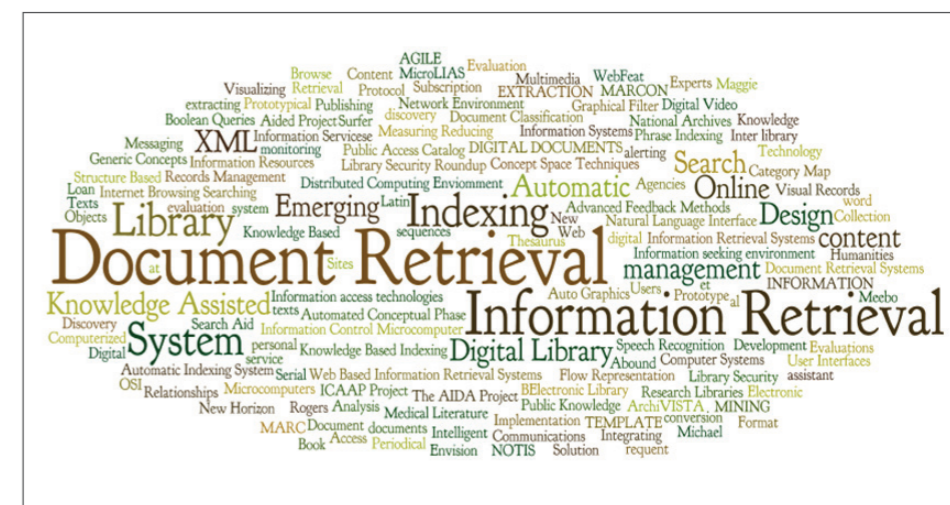 AGILE
Browse Content MicroLIAS Evaluation
Visualizing Retrieval Protocol Subscription Multimedia WebFeat
EXTRACTION MARCON Experts Maggie
extracting Prototypical Publishing Network Environment Graphical Filter Digital Video
Boolean Queries Aided Project Surfer discovery Document Classification National Archives Knowledge
Messaging XML Information Servicese Measuring Reducing Information Systems Phrase Indexing Inter library
monitoring Public Access Catalog DIGITAL DOCUMENTS alerting Technology
Generic Concepts Information Resources Library Security Roundup Concept Space Techniques Search Category Map
Structure Based Records Management
Loan Internet Browsing Searching Distributed Computing Enviomment Automatic Agencies Online Visual Records
Texts evaluation system Emerging Latin Indexing New Advanced Feedback Methods Design word
Objects Library Natural Language Interface Collection
Knowledge Based sequences Web
Thesaurus digital Information Retrieval Systems content
Document Retrieval Information seeking environment Humanities
at Sites management Document Retrieval Systems
Users et INFORMATION
Knowledge Assisted Information access technologies Auto Graphics Prototype al Meebo
texts Automated Conceptual Phase Information Retrieval
Discovery Search Aid Information Control Microcomputer
Computerized System personal Digital Library Speech Recognition Development Evaluations
Digital Knowledge Based Indexing Abound Computer Systems User Interfaces
service
Automatic Indexing System Serial Web Based Information Retrieval Systems Flow Representation Library Security assistant
OSI Relationships Microcomputers ICAAP Project The AIDA Project BElectronic Library Research Libraries Electronic
New Horizon Rogers Analysis Medical Literature Public Knowledge ArchiVISTA , MINING
MARC Document documents Intelligent Implementation TEMPLATE conversion Format
Book Access Periodical Communications Integrating Michael
Envision NOTIS Solution requent